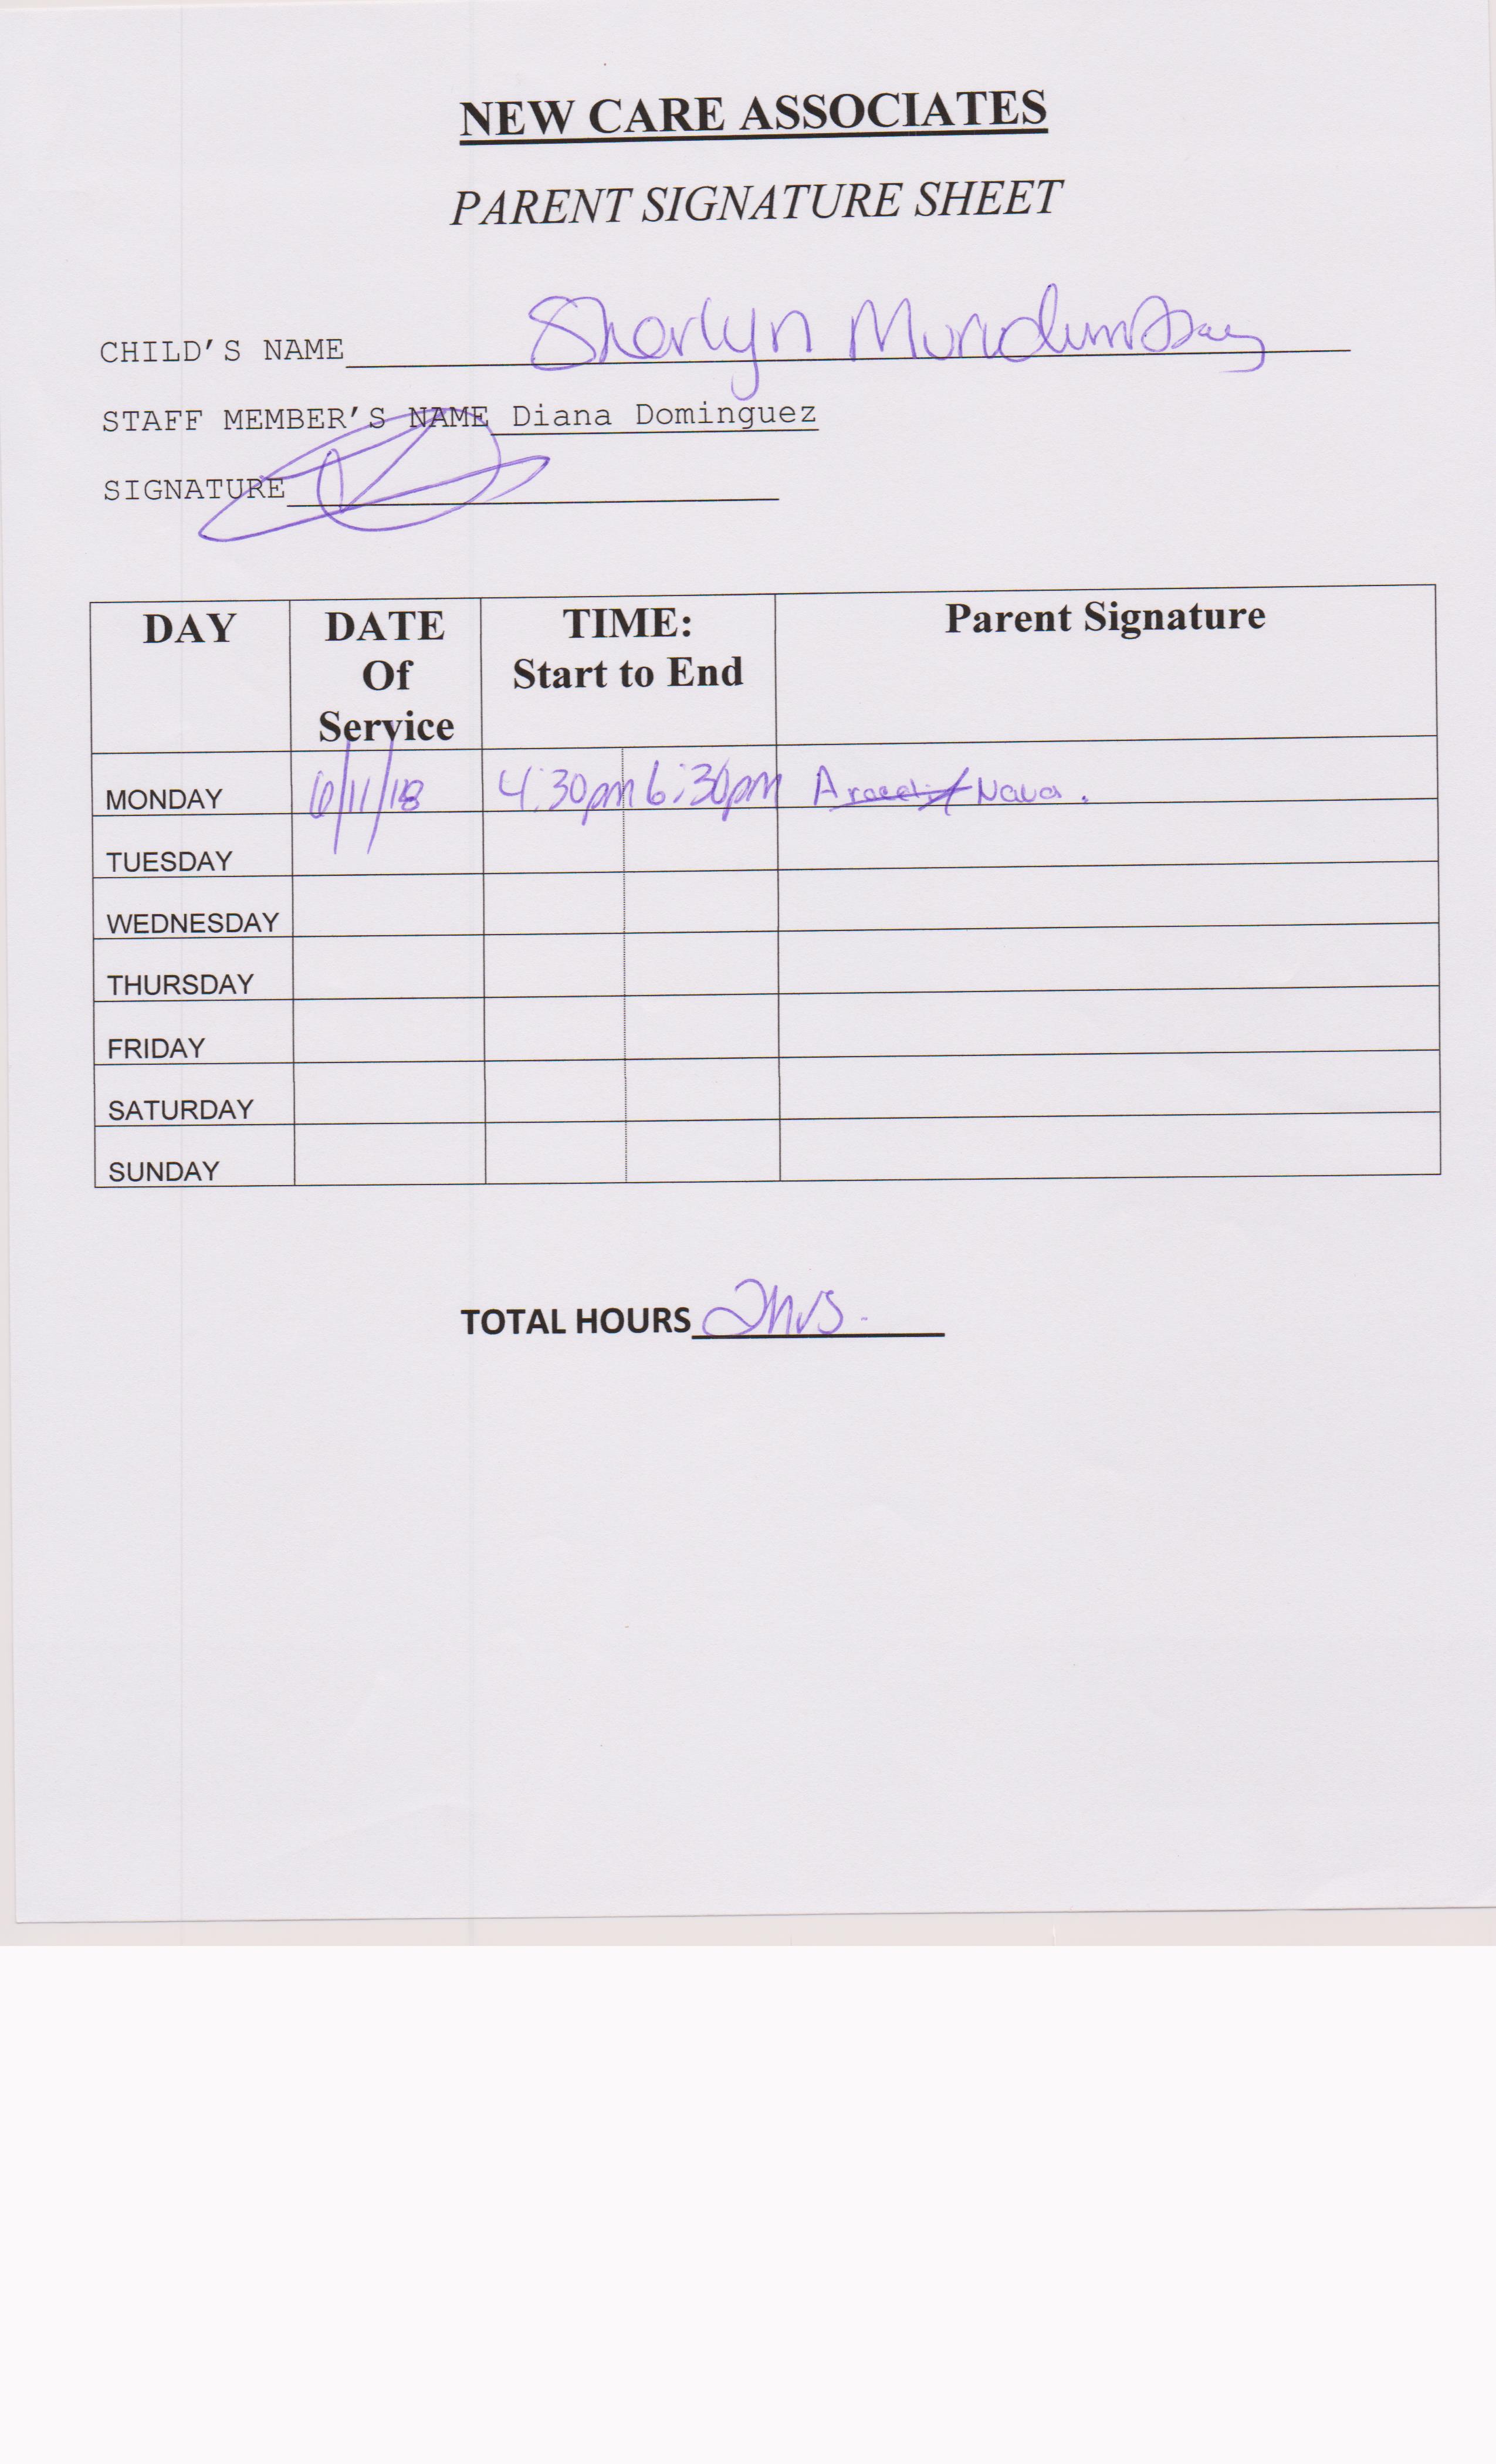 NEW CARE ASSOCIATES
PARENT SIGNATURE SHEET
CHILD'S NAME Sharlyn
STAFF MEMBER'S NAME Diana Dominguez
SIGNATURE
DAY DATE Of Service TIME: Start to End Parent Signature
MONDAY 6/11/18 4:30pm 6:30pm Araceli Nava.
TUESDAY
WEDNESDAY
THURSDAY
FRIDAY
SATURDAY
SUNDAY
TOTAL HOURS 2hrs.